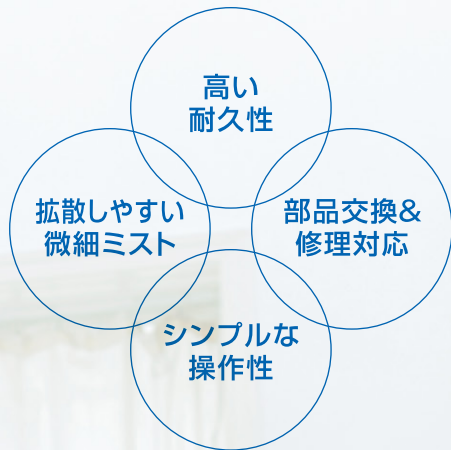 高い
耐久性
拡散しやすい
微細ミスト
部品交換&
修理対応
シンプルな
操作性